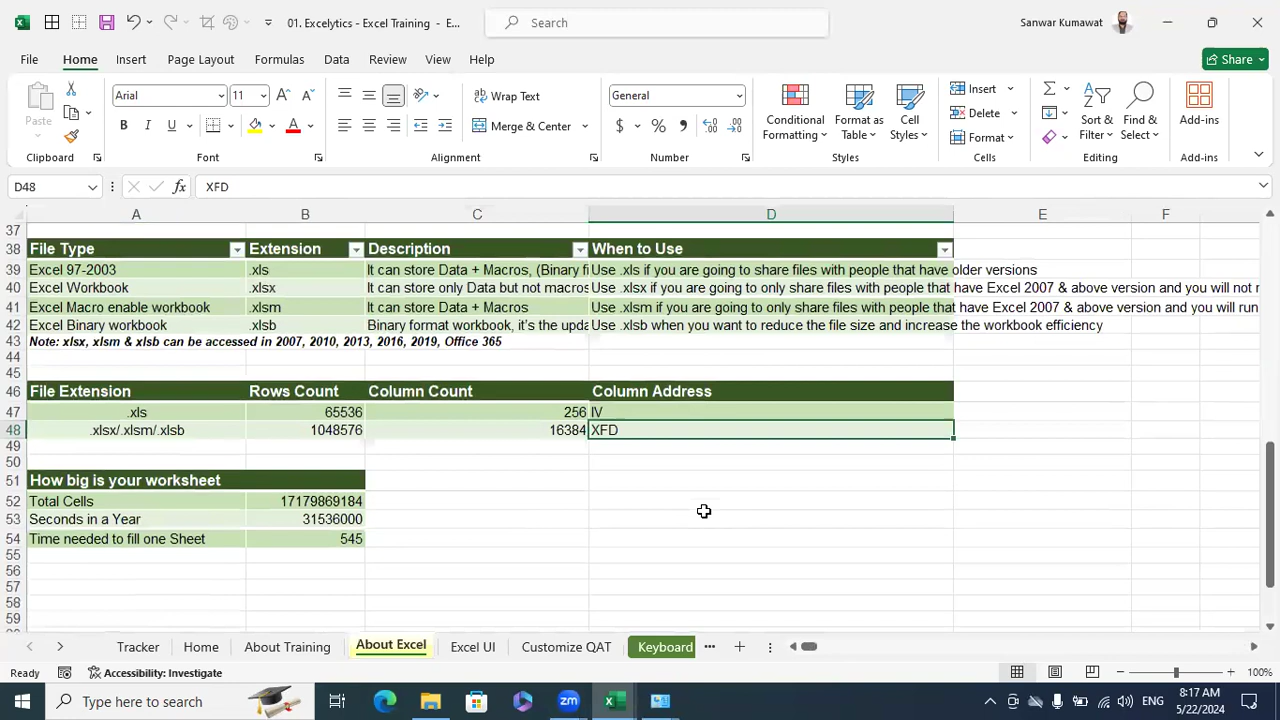 01. Excelytics - Excel Training - E...
Search
Sanwar Kumawat
File Home Insert Page Layout Formulas Data Review View Help
Share
Paste
Arial 11
Wrap Text
General
Merge & Center
Conditional Formatting
Format as Table
Cell Styles
Insert
Delete
Format
Sort & Filter
Find & Select
Add-ins
Clipboard Font Alignment Number Styles Cells Editing Add-ins
D48 fx XFD
A B C D E F
37
38 File Type Extension Description When to Use
39 Excel 97-2003 .xls It can store Data + Macros, (Binary fi Use .xls if you are going to share files with people that have older versions
40 Excel Workbook .xlsx It can store only Data but not macros Use .xlsx if you are going to only share files with people that have Excel 2007 & above version and you will not r
41 Excel Macro enable workbook .xlsm It can store Data + Macros Use .xlsm if you are going to only share files with people that have Excel 2007 & above version and you will run
42 Excel Binary workbook .xlsb Binary format workbook, it's the upda Use .xlsb when you want to reduce the file size and increase the workbook efficiency
43 Note: xlsx, xlsm & xlsb can be accessed in 2007, 2010, 2013, 2016, 2019, Office 365
44
45
46 File Extension Rows Count Column Count Column Address
47 .xls 65536 256 IV
48 .xlsx/.xlsm/.xlsb 1048576 16384 XFD
49
50
51 How big is your worksheet
52 Total Cells 17179869184
53 Seconds in a Year 31536000
54 Time needed to fill one Sheet 545
55
56
57
58
59
Tracker Home About Training About Excel Excel UI Customize QAT Keyboard
Ready Accessibility: Investigate 100%
Type here to search
ENG
8:17 AM
5/22/2024